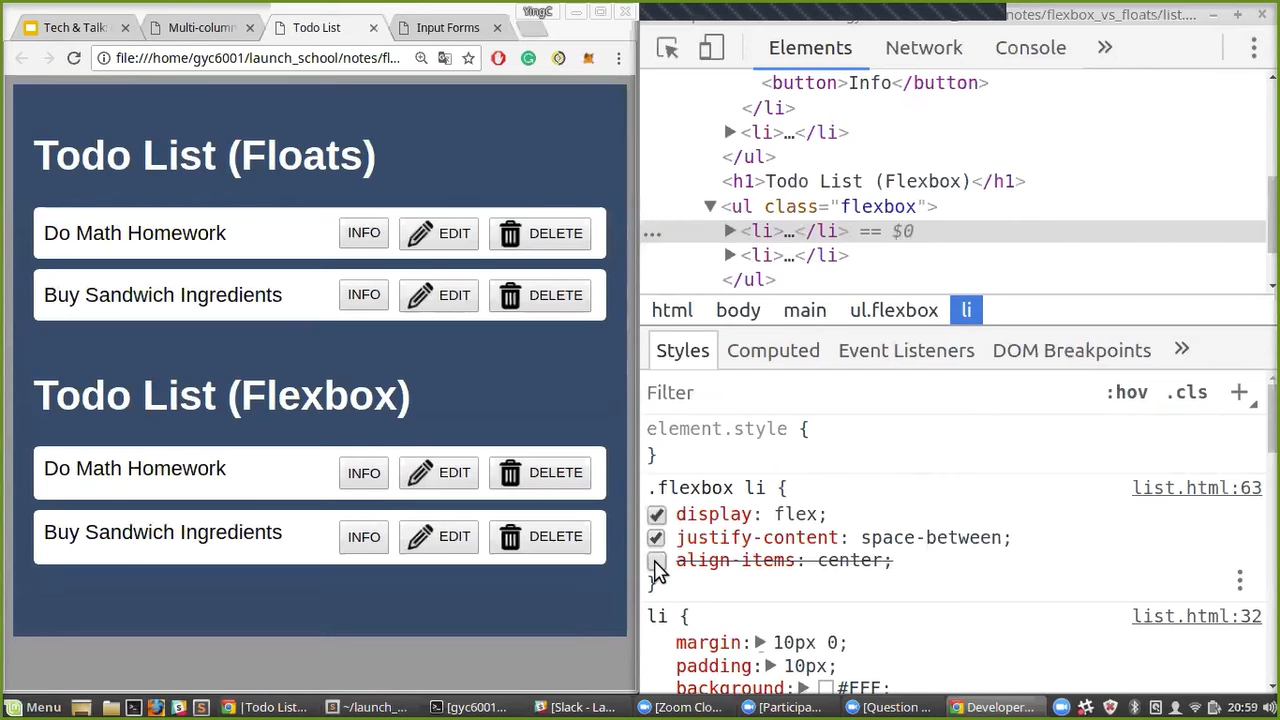 YingC
Tech & Talk
Multi-column
Todo List
Input Forms
file:///home/gyc6001/launch_school/notes/fl...
Todo List (Floats)
Do Math Homework
INFO
EDIT
DELETE
Buy Sandwich Ingredients
INFO
EDIT
DELETE
Todo List (Flexbox)
Do Math Homework
INFO
EDIT
DELETE
Buy Sandwich Ingredients
INFO
EDIT
DELETE
notes/flexbox_vs_floats/list....
Elements Network Console
<button>Info</button>
</li>
<li>…</li>
</ul>
<h1>Todo List (Flexbox)</h1>
<ul class="flexbox">
... <li>…</li> == $0
<li>…</li>
</ul>
html body main ul.flexbox li
Styles Computed Event Listeners DOM Breakpoints
Filter :hov .cls +
element.style {
}
.flexbox li { list.html:63
display: flex;
justify-content: space-between;
align-items: center;
}
li { list.html:32
margin: 10px 0;
padding: 10px;
background: #FFF;
Menu
[Todo List...
~/launch_...
[gyc6001...
[Slack - La...
[Zoom Clo...
[Participa...
[Question ...
Developer...
20:59